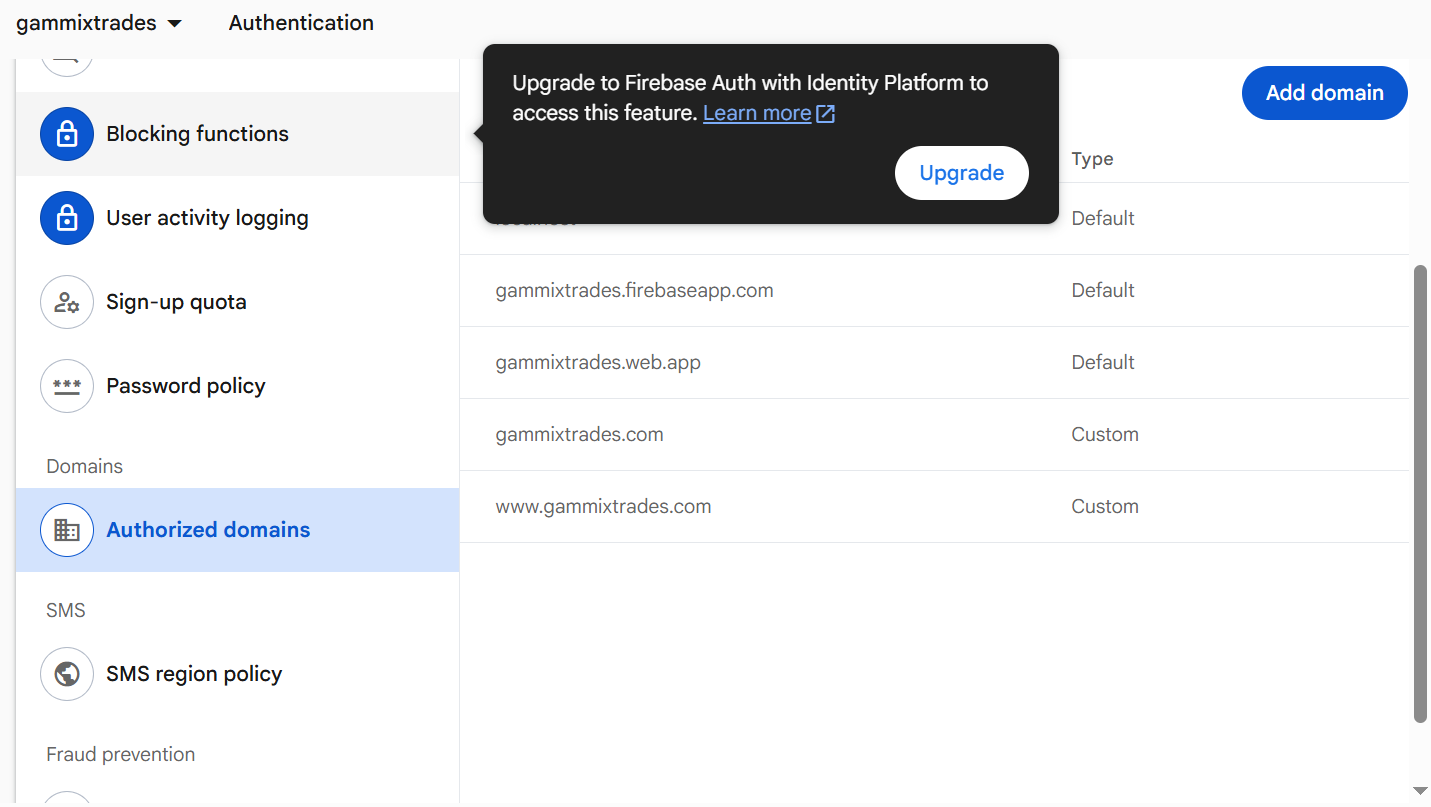 gammixtrades
Authentication
Upgrade to Firebase Auth with Identity Platform to
access this feature. Learn more
Upgrade
Add domain
Blocking functions
User activity logging
Sign-up quota
***
Password policy
Domains
Authorized domains
SMS
SMS region policy
Fraud prevention
Type
Default
gammixtrades.firebaseapp.com
Default
gammixtrades.web.app
Default
gammixtrades.com
Custom
www.gammixtrades.com
Custom